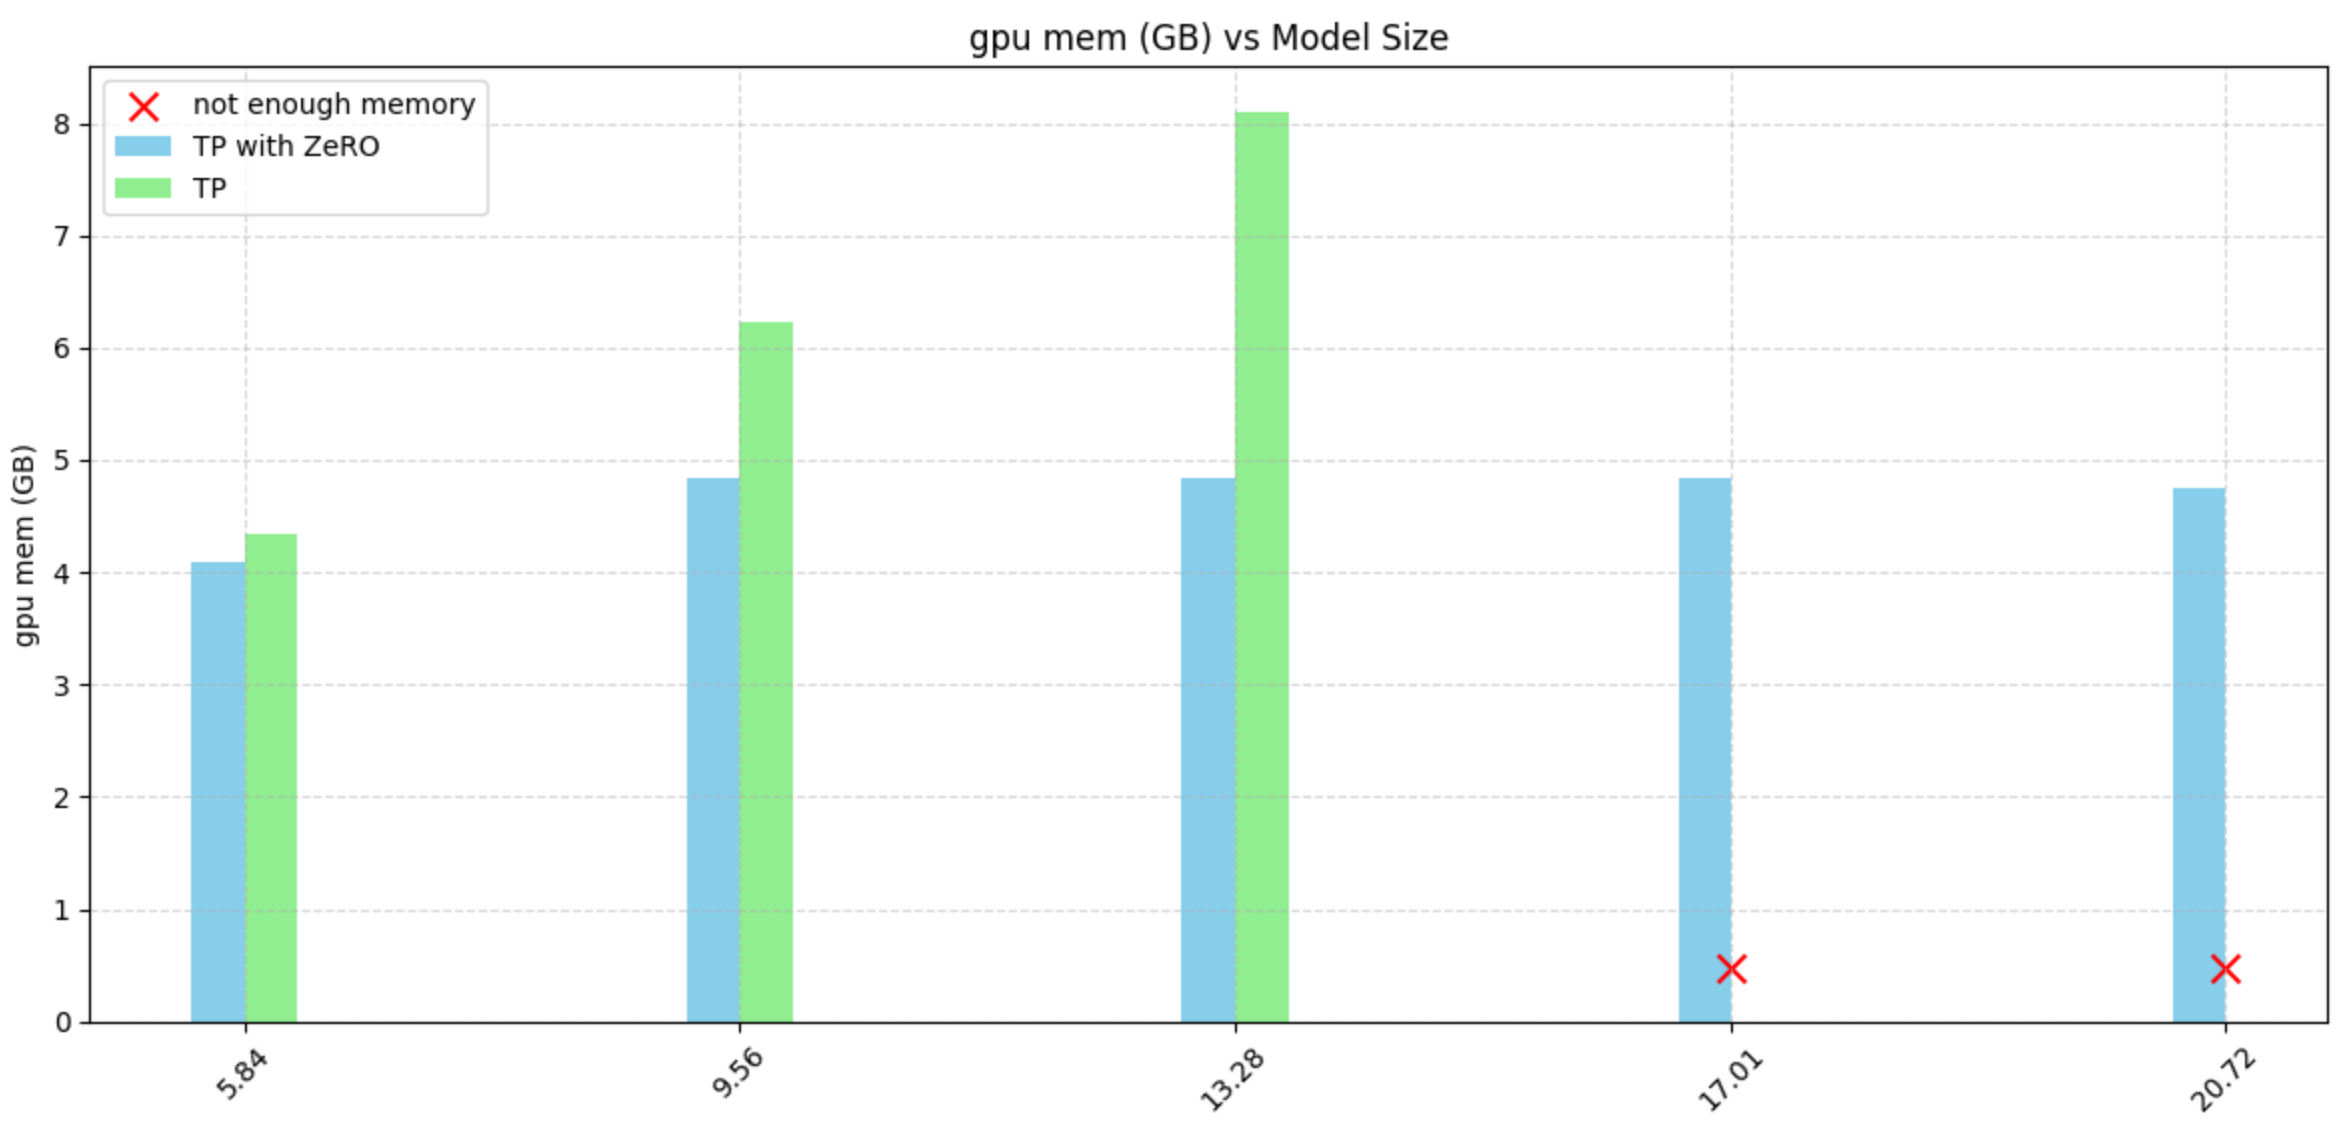 gpu mem (GB) vs Model Size
not enough memory
TP with ZeRO
TP
gpu mem (GB)
8
7
6
5
4
3
2
1
0
5.84
9.56
13.28
17.01
20.72